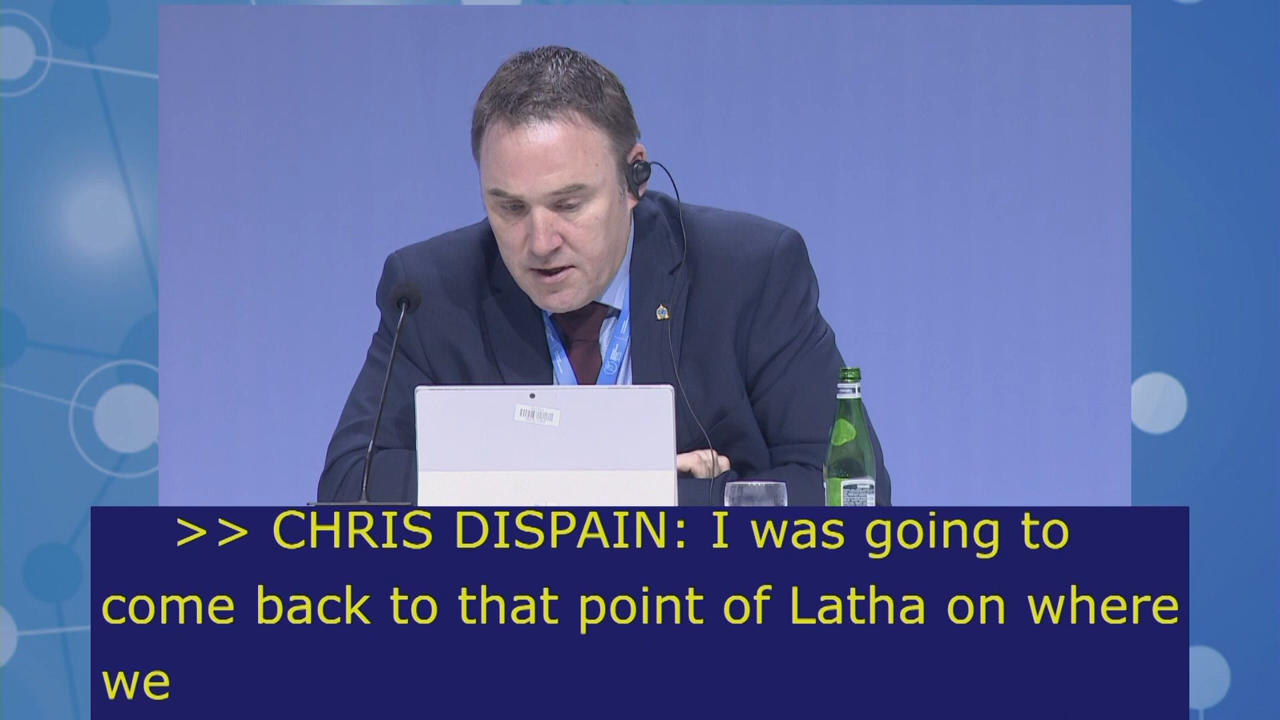 >> CHRIS DISPAIN: I was going to
come back to that point of Latha on where
we